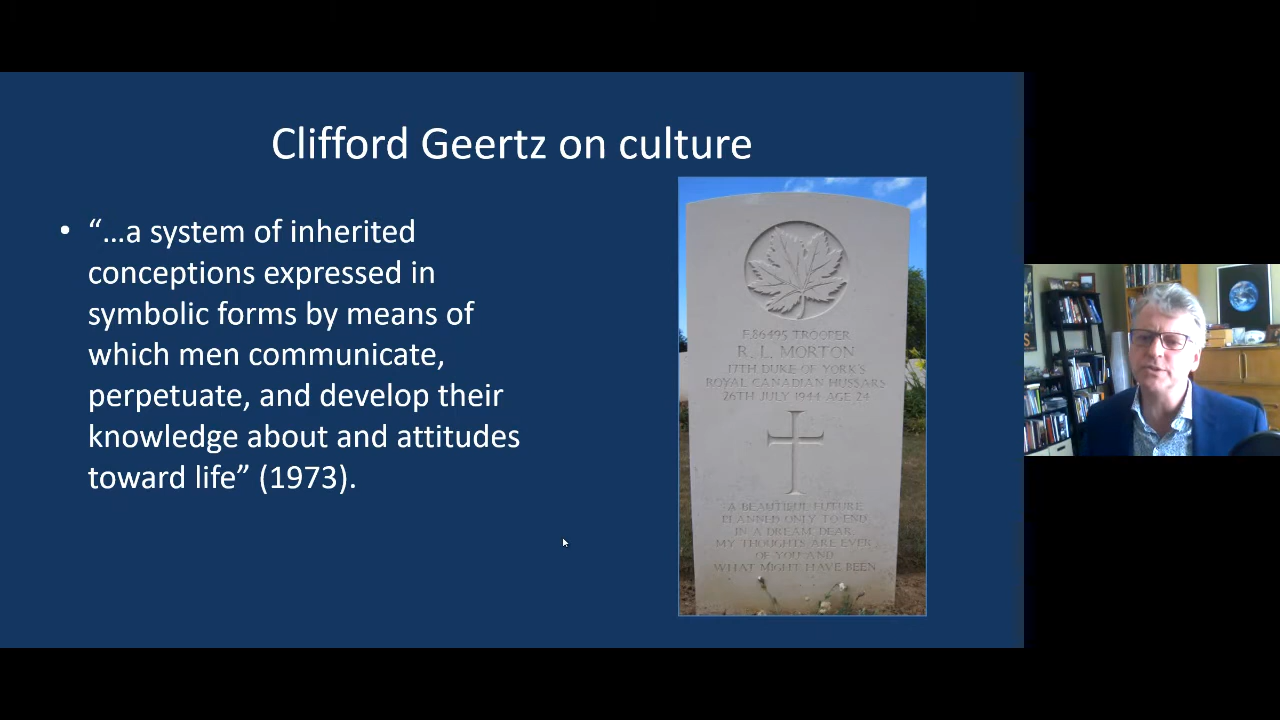 Clifford Geertz on culture
• “…a system of inherited
conceptions expressed in
symbolic forms by means of
which men communicate,
perpetuate, and develop their
knowledge about and attitudes
toward life” (1973).
F.86495 TROOPER
R. L. MORTON
17TH DUKE OF YORK'S
ROYAL CANADIAN HUSSARS
26TH JULY 1944 AGE 24
A BEAUTIFUL FUTURE
PLANNED ONLY TO END
IN A DREAM DEAR.
MY THOUGHTS ARE EVER
OF YOU AND
WHAT MIGHT HAVE BEEN